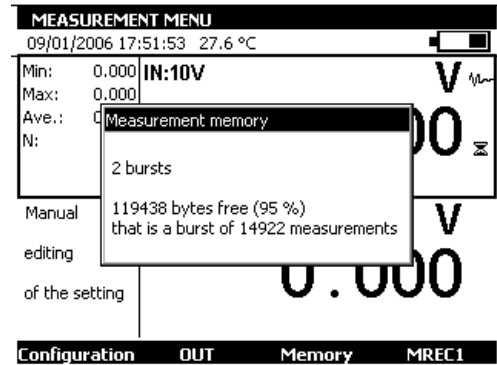 MEASUREMENT MENU
09/01/2006 17:51:53 27.6 °C
Min: 0.000 IN:10V V
Max: 0.000
Ave.:
N:
Measurement memory
2 bursts
119438 bytes free (95 %)
that is a burst of 14922 measurements
Manual V
editing
of the setting
0.000
Configuration OUT Memory MREC1